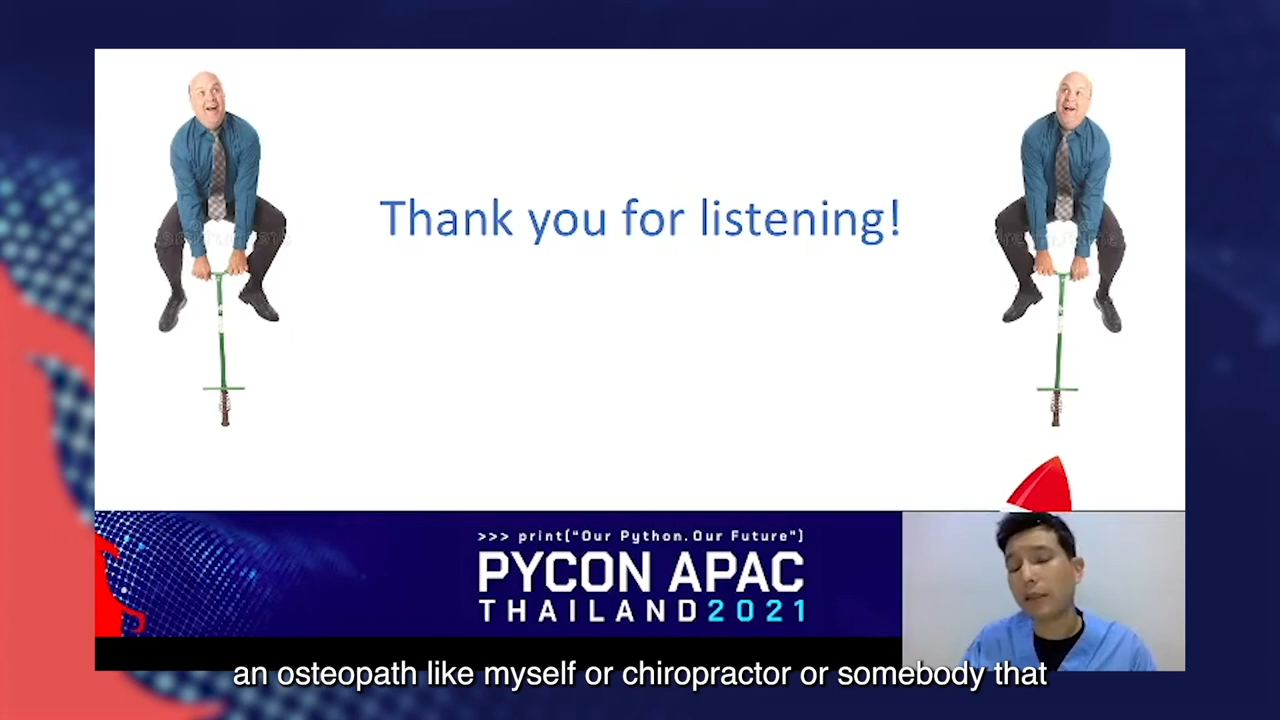 Thank you for listening!
>>> print("Our Python.Our Future")
PYCON APAC
THAILAND2021
an osteopath like myself or chiropractor or somebody that